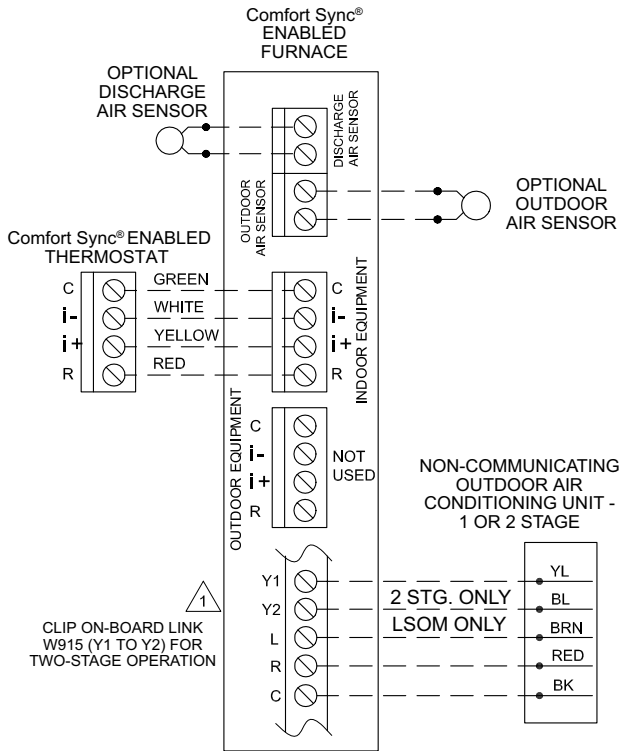 Comfort Sync®
ENABLED
FURNACE
OPTIONAL
DISCHARGE
AIR SENSOR
DISCHARGE
AIR SENSOR
OUTDOOR
AIR SENSOR
OPTIONAL
OUTDOOR
AIR SENSOR
Comfort Sync® ENABLED
THERMOSTAT
C GREEN C
i- WHITE i-
i+ YELLOW i+
R RED R
INDOOR EQUIPMENT
OUTDOOR EQUIPMENT
C
i-
i+
R
NOT
USED
NON-COMMUNICATING
OUTDOOR AIR
CONDITIONING UNIT -
1 OR 2 STAGE
1
CLIP ON-BOARD LINK
W915 (Y1 TO Y2) FOR
TWO-STAGE OPERATION
Y1 YL
Y2 2 STG. ONLY BL
L LSOM ONLY BRN
R RED
C BK